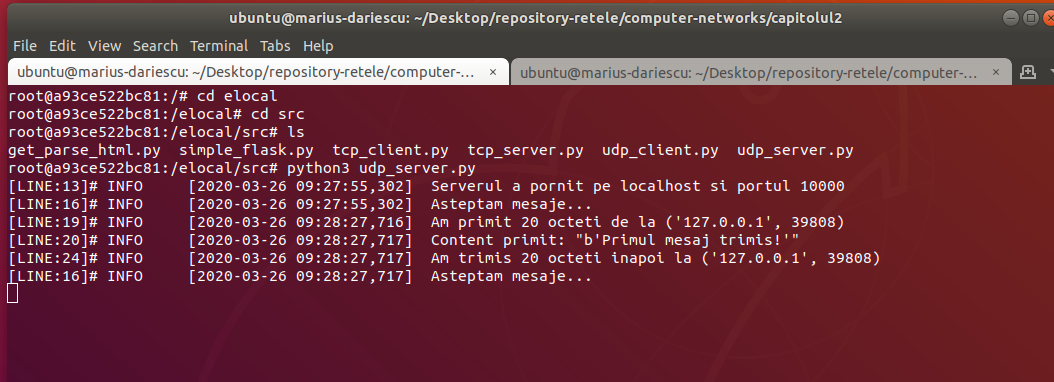 ubuntu@marius-dariescu: ~/Desktop/repository-retele/computer-networks/capitolul2
File Edit View Search Terminal Tabs Help
ubuntu@marius-dariescu: ~/Desktop/repository-retele/computer-... × ubuntu@marius-dariescu: ~/Desktop/repository-retele/computer-... ×
root@a93ce522bc81:/# cd elocal
root@a93ce522bc81:/elocal# cd src
root@a93ce522bc81:/elocal/src# ls
get_parse_html.py  simple_flask.py  tcp_client.py  tcp_server.py  udp_client.py  udp_server.py
root@a93ce522bc81:/elocal/src# python3 udp_server.py
[LINE:13]# INFO     [2020-03-26 09:27:55,302]  Serverul a pornit pe localhost si portul 10000
[LINE:16]# INFO     [2020-03-26 09:27:55,302]  Asteptam mesaje...
[LINE:19]# INFO     [2020-03-26 09:28:27,716]  Am primit 20 octeti de la ('127.0.0.1', 39808)
[LINE:20]# INFO     [2020-03-26 09:28:27,717]  Content primit: "b'Primul mesaj trimis!'"
[LINE:24]# INFO     [2020-03-26 09:28:27,717]  Am trimis 20 octeti inapoi la ('127.0.0.1', 39808)
[LINE:16]# INFO     [2020-03-26 09:28:27,717]  Asteptam mesaje...